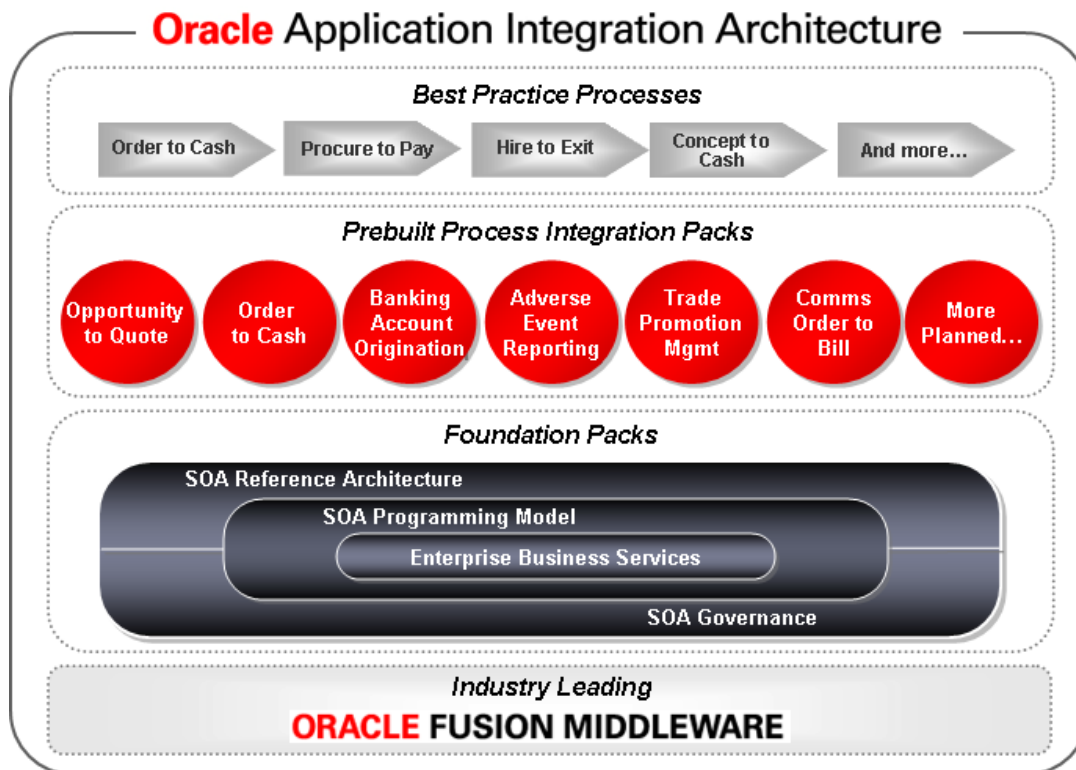 Oracle Application Integration Architecture
Best Practice Processes
Order to Cash
Procure to Pay
Hire to Exit
Concept to
Cash
And more...
Prebuilt Process Integration Packs
Opportunity
to Quote
Order
to Cash
Banking
Account
Origination
Adverse
Event
Reporting
Trade
Promotion
Mgmt
Comms
Order to
Bill
More
Planned...
Foundation Packs
SOA Reference Architecture
SOA Programming Model
Enterprise Business Services
SOA Governance
Industry Leading
ORACLE FUSION MIDDLEWARE